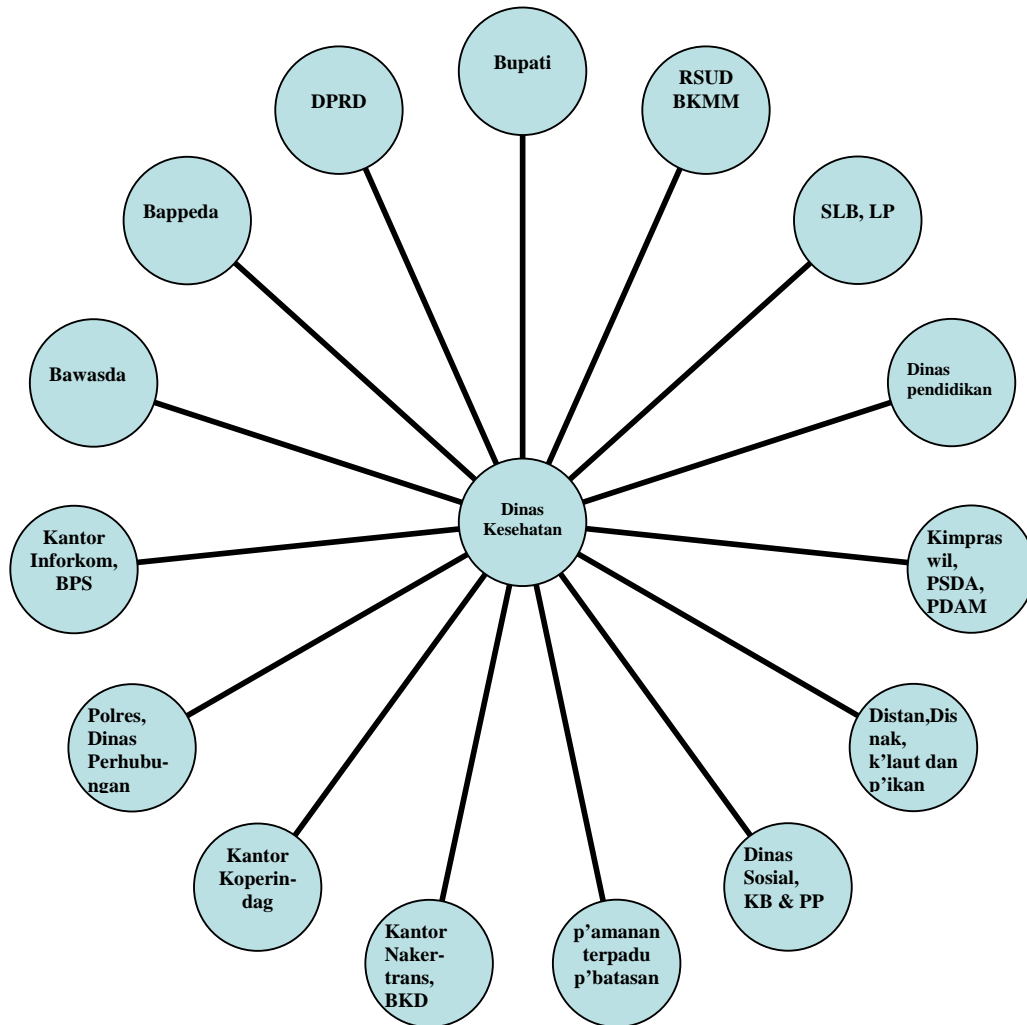 Bupati
RSUD
BKMM
DPRD
SLB, LP
Bappeda
Dinas
pendidikan
Bawasda
Dinas
Kesehatan
Kantor
Inforkom,
BPS
Kimpras
wil,
PSDA,
PDAM
Polres,
Dinas
Perhubu-
ngan
Distan,Dis
nak,
k'laut dan
p'ikan
Kantor
Koperin-
dag
Dinas
Sosial,
KB & PP
Kantor
Naker-
trans,
BKD
p'amanan
terpadu
p'batasan